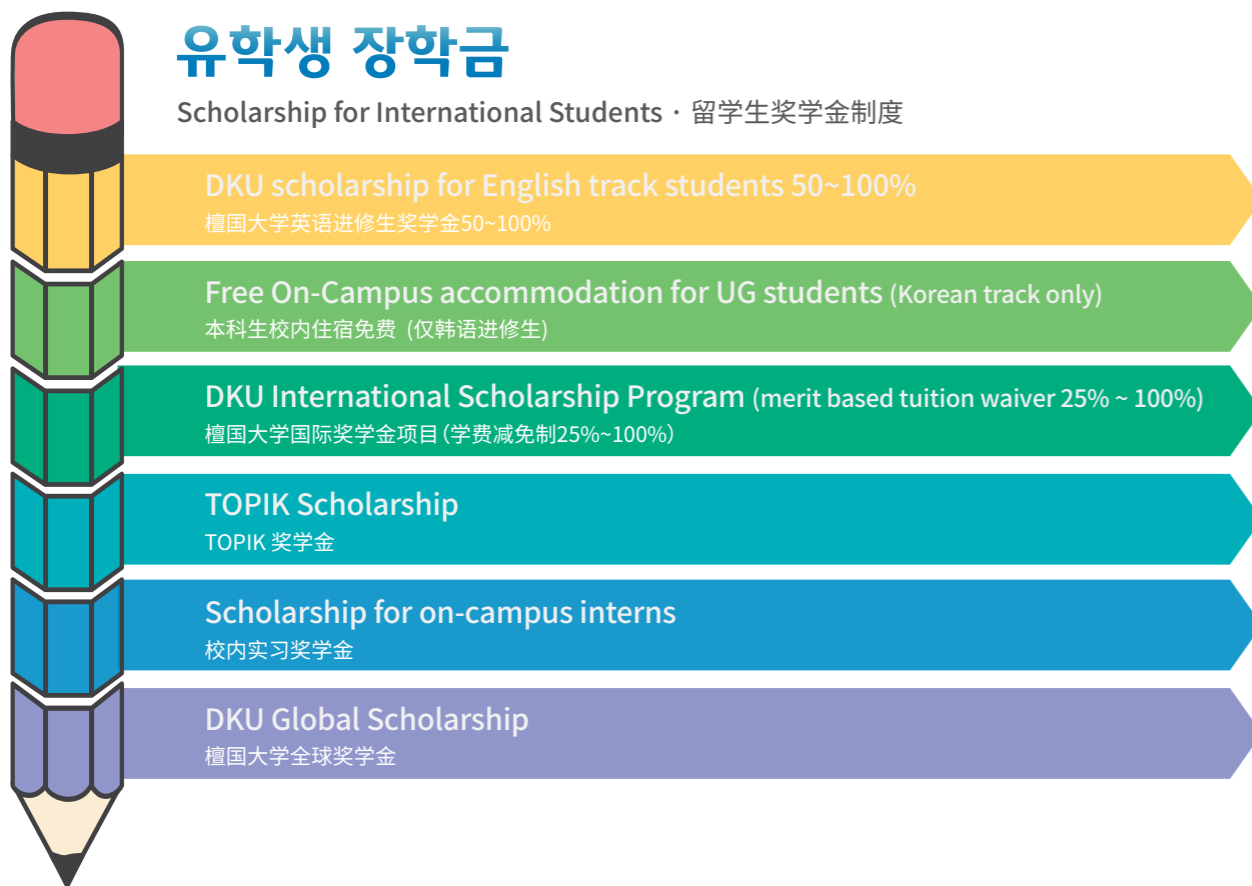 유학생 장학금
Scholarship for International Students · 留学生奖学金制度
DKU scholarship for English track students 50~100%
檀国大学英语进修生奖学金50~100%
Free On-Campus accommodation for UG students (Korean track only)
本科生校内住宿免费 (仅韩语进修生)
DKU International Scholarship Program (merit based tuition waiver 25% ~ 100%)
檀国大学国际奖学金项目(学费减免制25%~100%)
TOPIK Scholarship
TOPIK 奖学金
Scholarship for on-campus interns
校内实习奖学金
DKU Global Scholarship
檀国大学全球奖学金